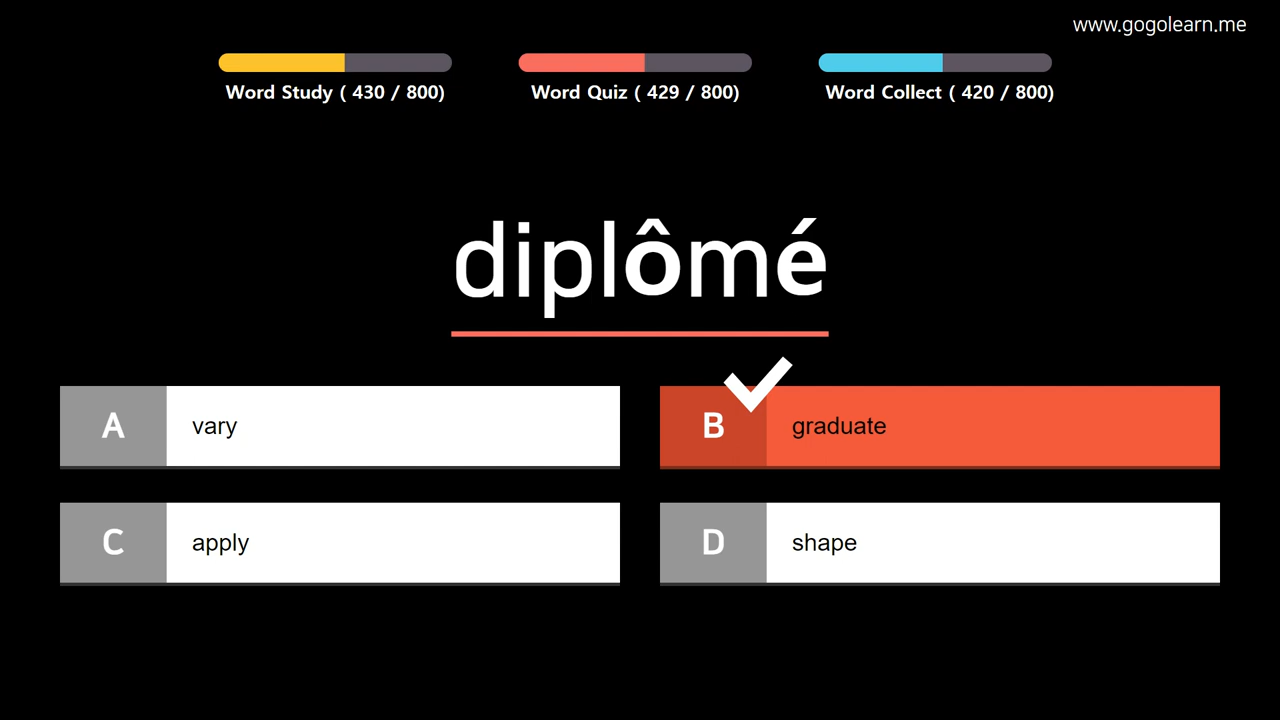 www.gogolearn.me
Word Study ( 430 / 800)
Word Quiz ( 429 / 800)
Word Collect ( 420 / 800)
diplômé
A vary
B graduate
C apply
D shape